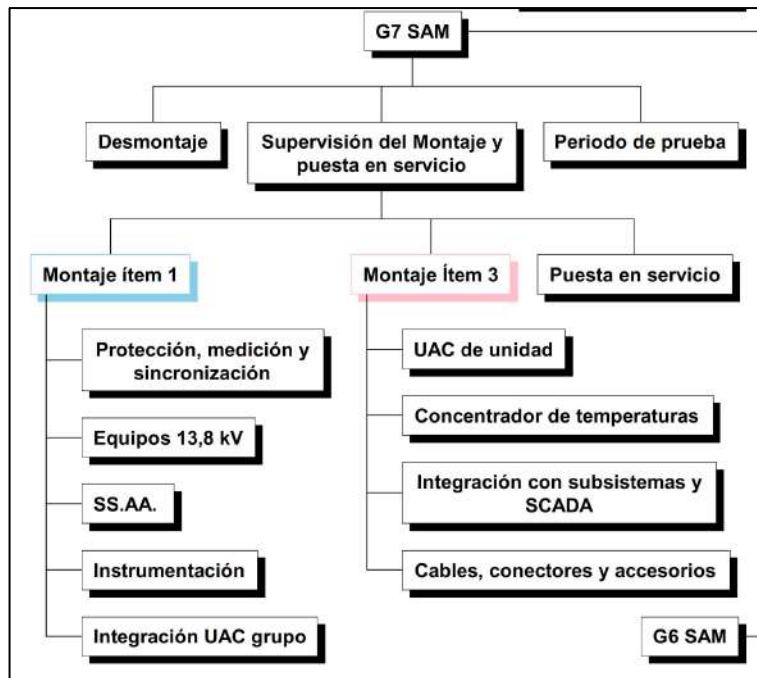 G7 SAM
Desmontaje
Supervisión del Montaje y
puesta en servicio
Periodo de prueba
Montaje ítem 1
Montaje Ítem 3
Puesta en servicio
Protección, medición y
sincronización
Equipos 13,8 kV
SS.AA.
Instrumentación
Integración UAC grupo
UAC de unidad
Concentrador de temperaturas
Integración con subsistemas y
SCADA
Cables, conectores y accesorios
G6 SAM